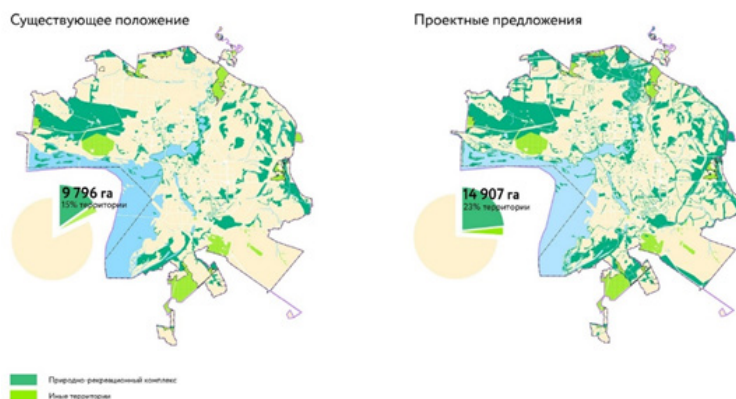 Существующее положение
Проектные предложения
9 796 га
15% территории
14 907 га
23% территории
Природно-рекреационный комплекс
Иные территории